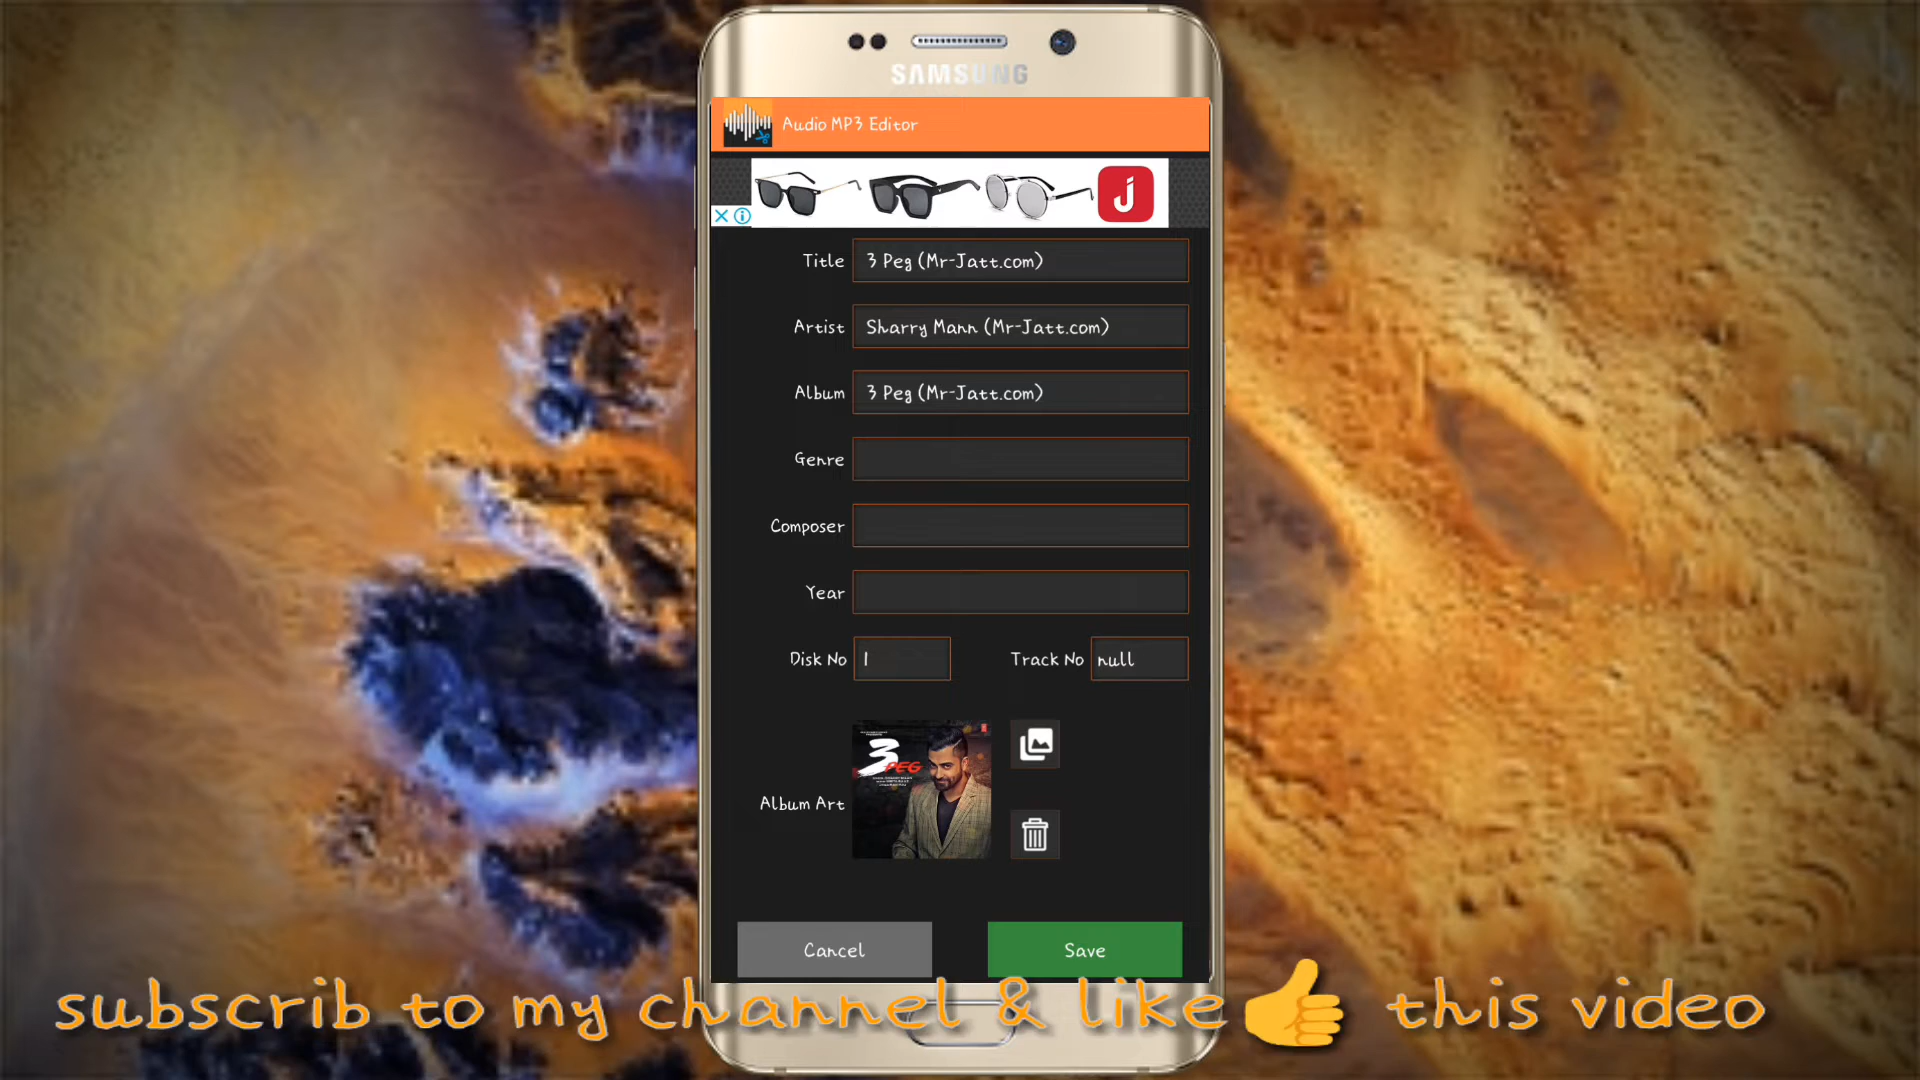 SAMSUNG
Audio MP3 Editor
Title 3 Peg (Mr-Jatt.com)
Artist Sharry Mann (Mr-Jatt.com)
Album 3 Peg (Mr-Jatt.com)
Genre
Composer
Year
Disk No 1 Track No null
3
PEG
Album Art
Cancel Save
subscrib to my channel & like👍 this video